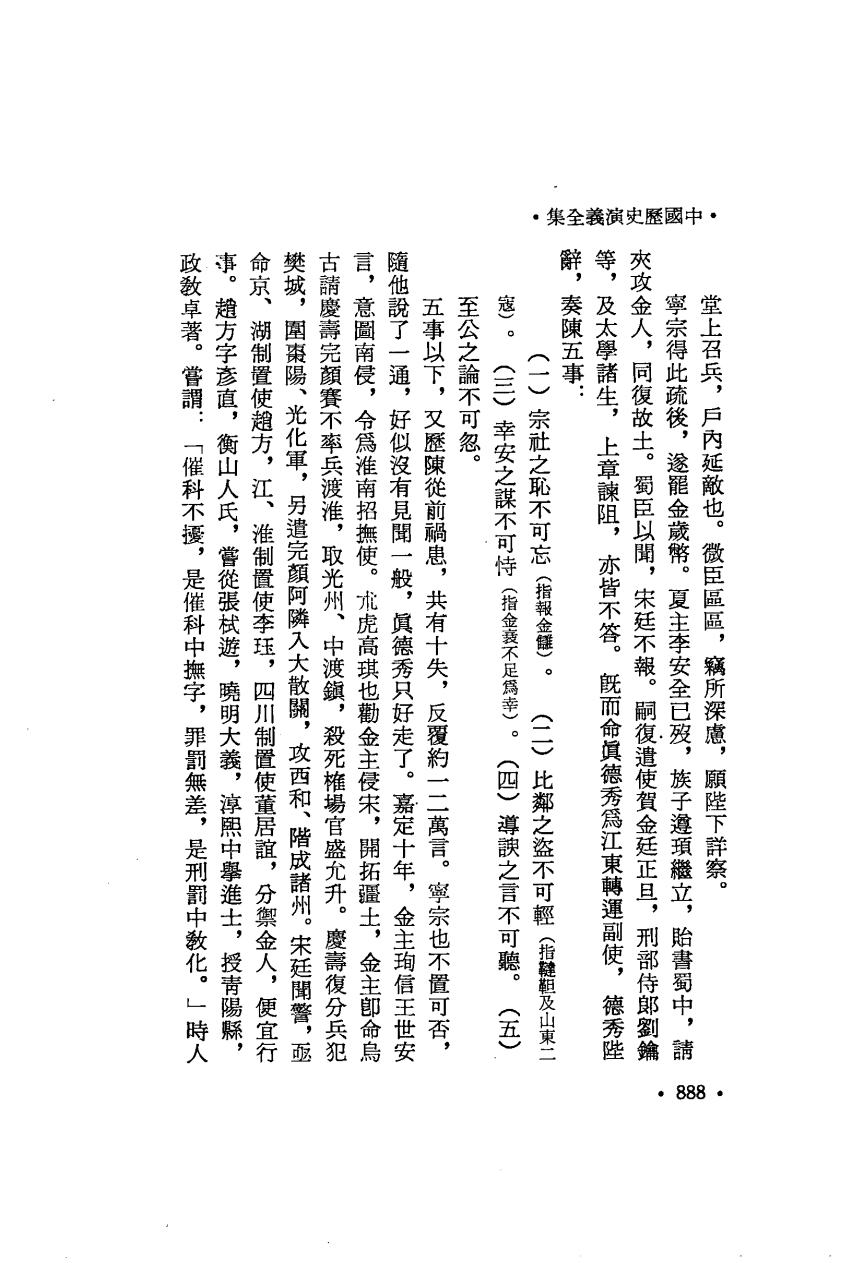 •中國歷史演義全集•
堂上召兵，戶內延敵也。微臣區區，竊所深慮，願陛下詳察。
寧宗得此疏後，遂罷金歲幣。夏主李安全已歿，族子遵頊繼立，貽書蜀中，請
夾攻金人，同復故土。蜀臣以聞，宋廷不報。嗣復遣使賀金廷正旦，刑部侍郎劉鑰
等，及太學諸生，上章諫阻，亦皆不答。旣而命眞德秀爲江東轉運副使，德秀陛
辭，奏陳五事：
（一）宗社之恥不可忘（指報金讎）。（二）比鄰之盜不可輕（指韃靼及山東二
寇）。（三）幸安之謀不可恃（指金衰不足爲幸）。（四）導諛之言不可聽。（五）
至公之論不可忽。
五事以下，又歷陳從前禍患，共有十失，反覆約一二萬言。寧宗也不置可否，
隨他說了一通，好似沒有見聞一般，眞德秀只好走了。嘉定十年，金主珣信王世安
言，意圖南侵，令爲淮南招撫使。朮虎高琪也勸金主侵宋，開拓疆土，金主卽命烏
古請慶壽完顏賽不率兵渡淮，取光州、中渡鎭，殺死榷場官盛允升。慶壽復分兵犯
樊城，圍棗陽、光化軍，另遣完顏阿隣入大散關，攻西和、階成諸州。宋廷聞警，亟
命京、湖制置使趙方，江、淮制置使李珏，四川制置使董居誼，分禦金人，便宜行
事。趙方字彥直，衡山人氏，嘗從張栻遊，曉明大義，淳熙中擧進士，授靑陽縣，
政敎卓著。嘗謂：「催科不擾，是催科中撫字，罪罰無差，是刑罰中敎化。」時人
•888•